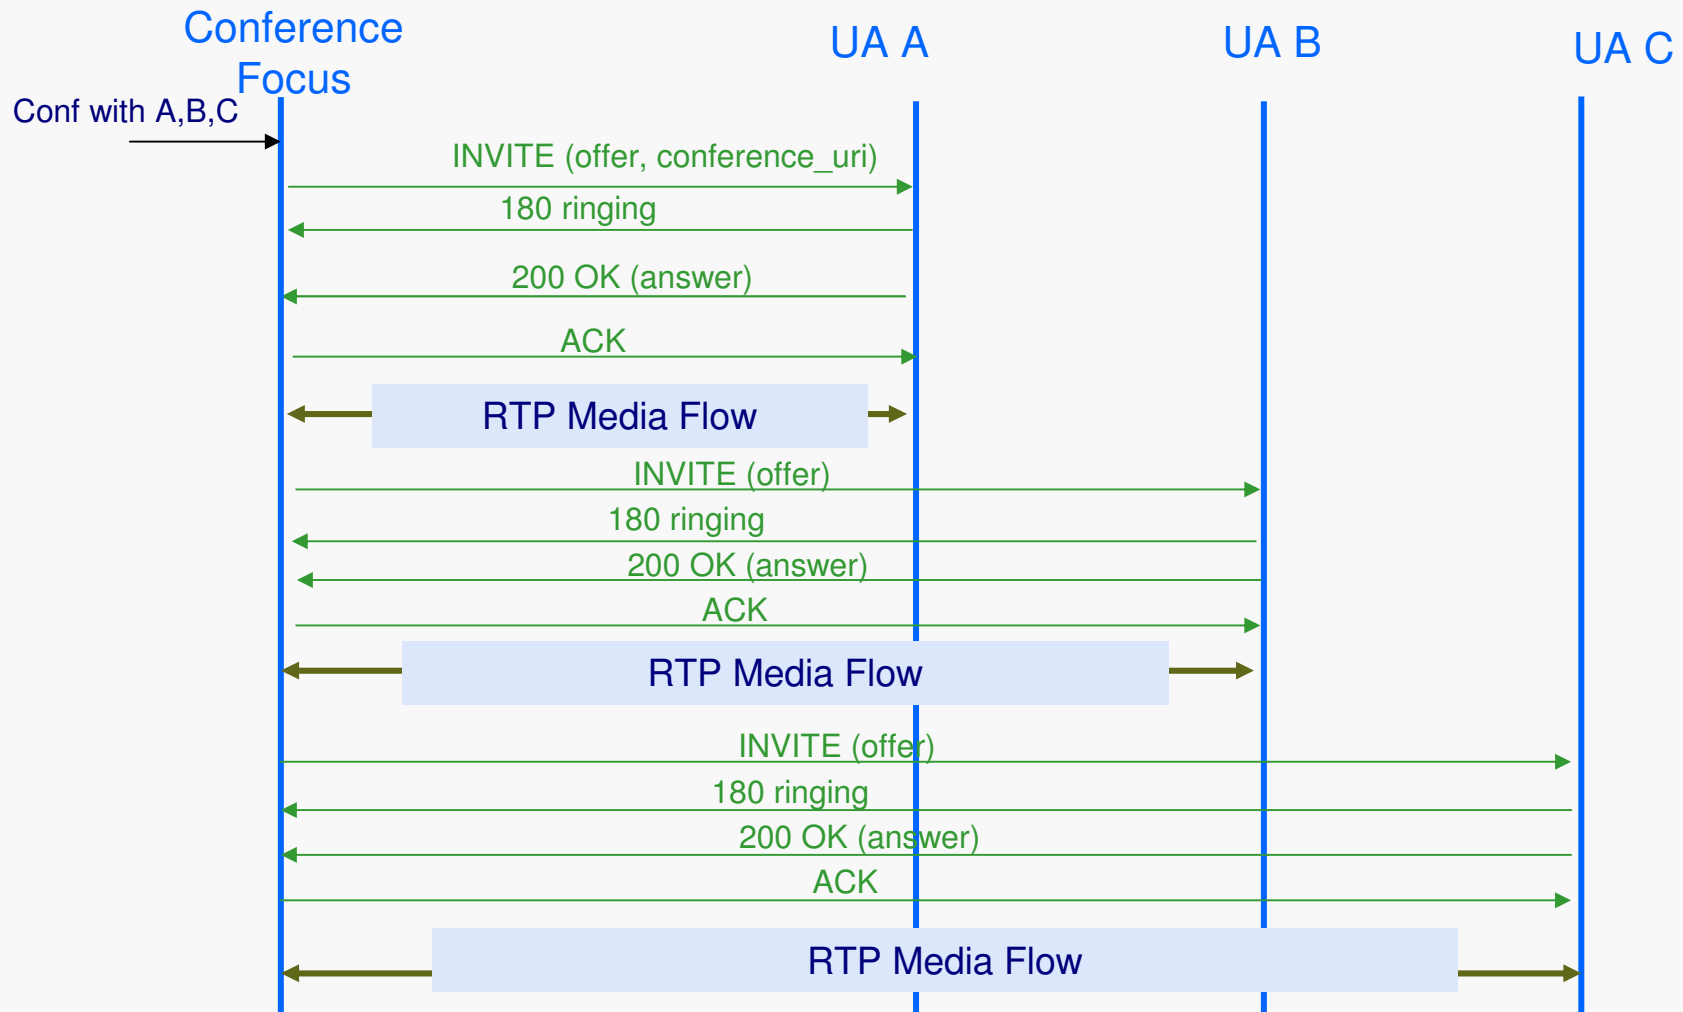 Conference
Focus
UA A
UA B
UA C
Conf with A,B,C
INVITE (offer, conference_uri)
180 ringing
200 OK (answer)
ACK
RTP Media Flow
INVITE (offer)
180 ringing
200 OK (answer)
ACK
RTP Media Flow
INVITE (offer)
180 ringing
200 OK (answer)
ACK
RTP Media Flow